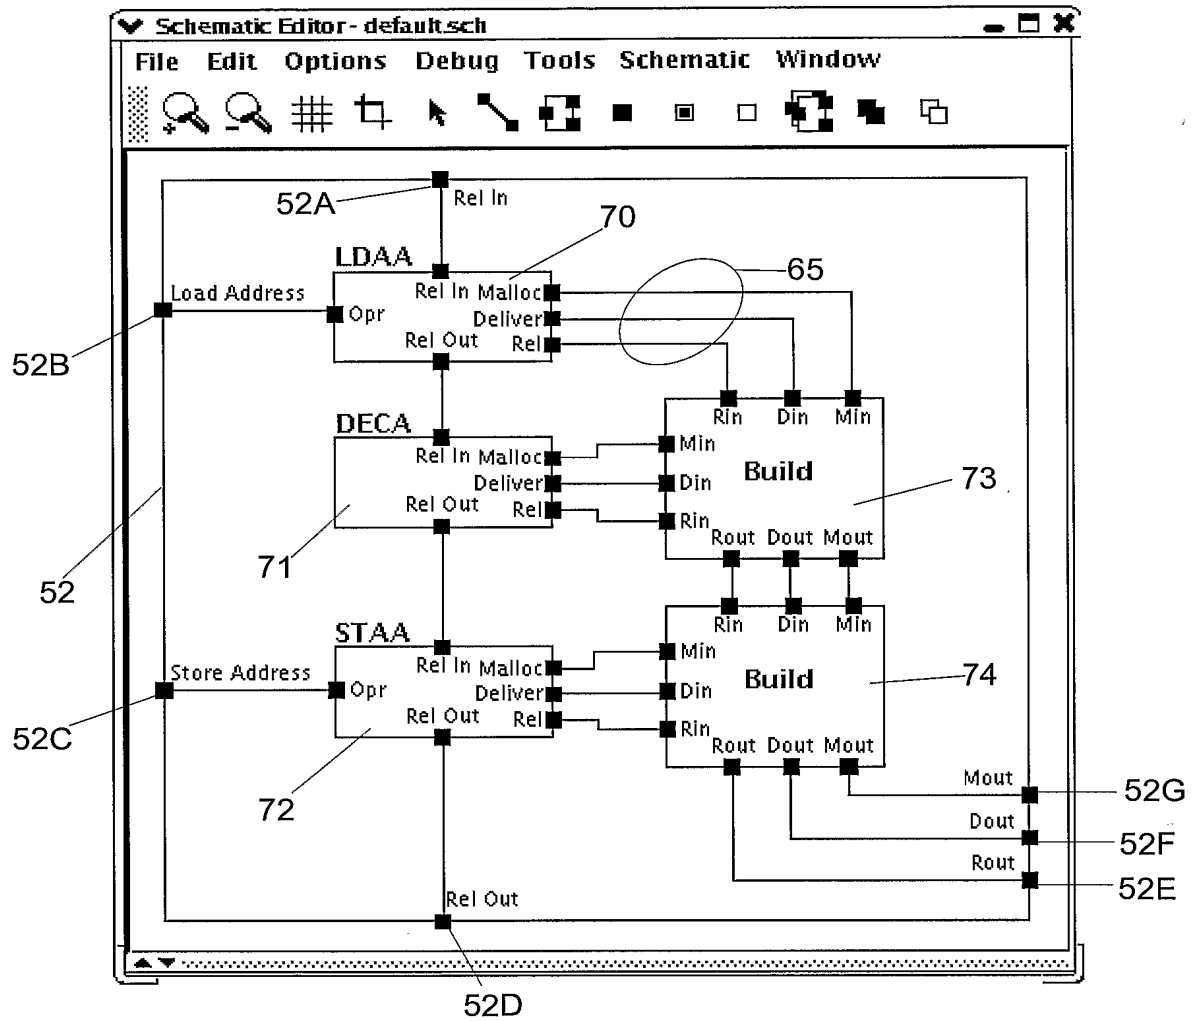 Schematic Editor - default.sch
File Edit Options Debug Tools Schematic Window
52A
Rel In
70
LDAA
65
Load Address
Rel In Malloc
Opr
Deliver
Rel Out
Rel
52B
Rin Din Min
DECA
Rel In Malloc
Min
Build
Deliver
Din
73
Rel Out
Rel
Rin
71
Rout Dout Mout
52
Rin Din Min
STAA
Store Address
Rel In Malloc
Min
Build
74
Opr
Deliver
Din
Rel Out
Rel
Rin
52C
Rout Dout Mout
72
Mout
52G
Dout
52F
Rout
52E
Rel Out
52D